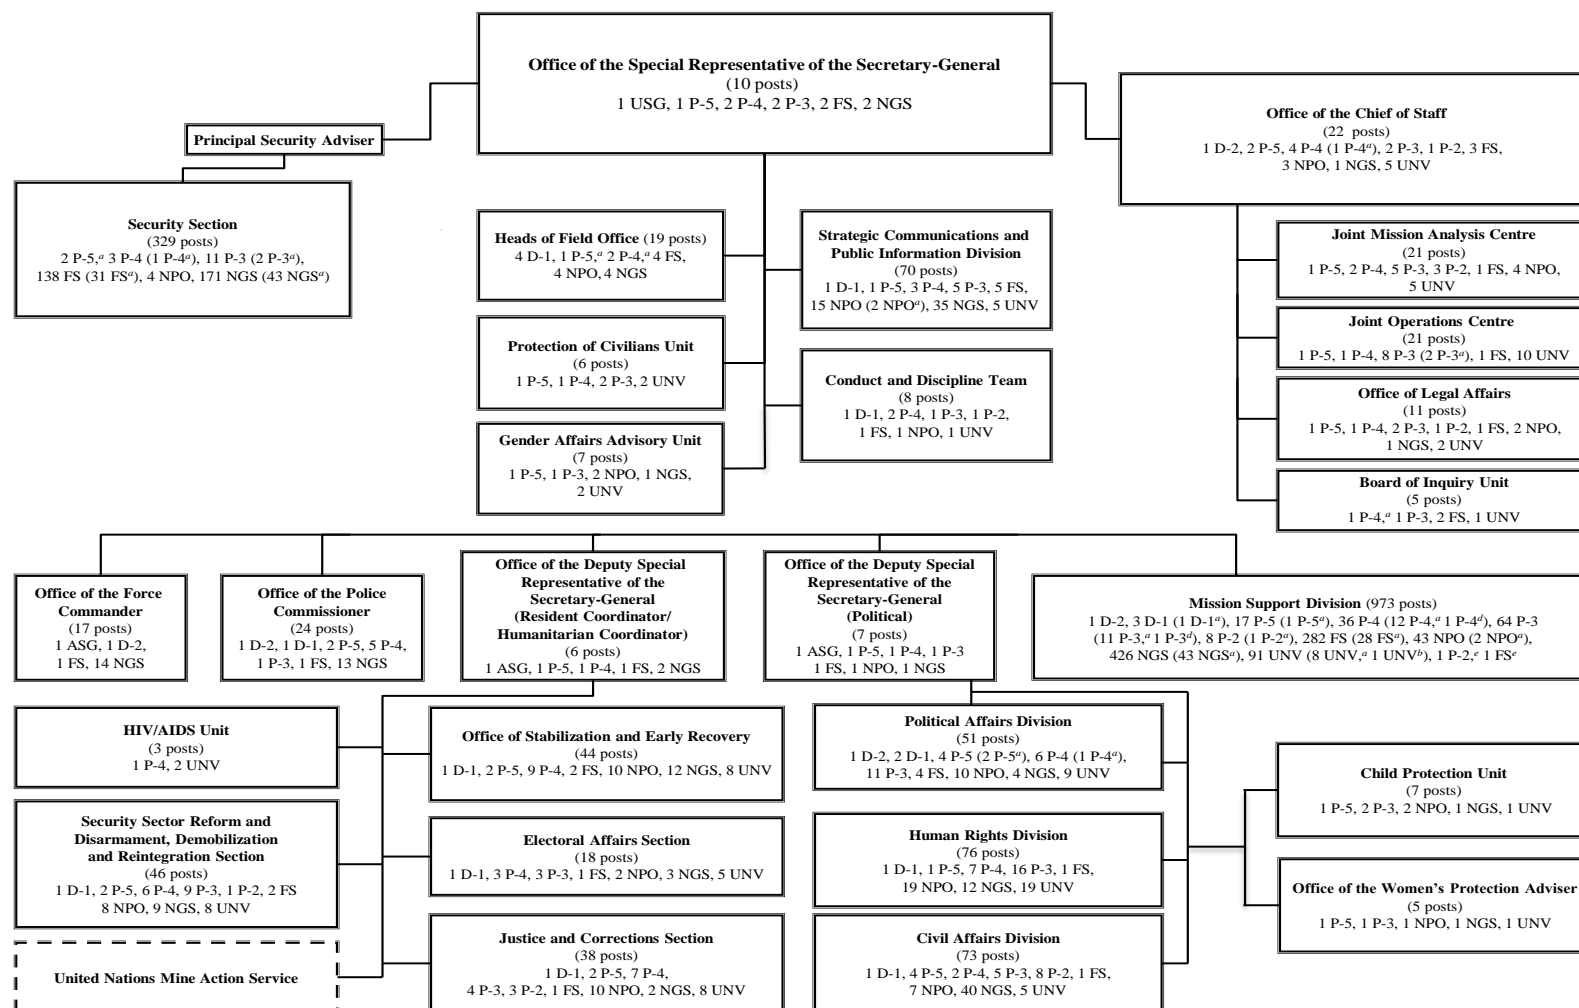 Office of the Special Representative of the Secretary-General
(10 posts)
1 USG, 1 P-5, 2 P-4, 2 P-3, 2 FS, 2 NGS
Principal Security Adviser
Office of the Chief of Staff
(22 posts)
1 D-2, 2 P-5, 4 P-4 (1 P-4ᵃ), 2 P-3, 1 P-2, 3 FS,
3 NPO, 1 NGS, 5 UNV
Security Section
(329 posts)
2 P-5,ᵃ 3 P-4 (1 P-4ᵃ), 11 P-3 (2 P-3ᵃ),
138 FS (31 FSᵃ), 4 NPO, 171 NGS (43 NGSᵃ)
Heads of Field Office (19 posts)
4 D-1, 1 P-5,ᵃ 2 P-4,ᵃ 4 FS,
4 NPO, 4 NGS
Strategic Communications and
Public Information Division
(70 posts)
1 D-1, 1 P-5, 3 P-4, 5 P-3, 5 FS,
15 NPO (2 NPOᵃ), 35 NGS, 5 UNV
Joint Mission Analysis Centre
(21 posts)
1 P-5, 2 P-4, 5 P-3, 3 P-2, 1 FS, 4 NPO,
5 UNV
Protection of Civilians Unit
(6 posts)
1 P-5, 1 P-4, 2 P-3, 2 UNV
Joint Operations Centre
(21 posts)
1 P-5, 1 P-4, 8 P-3 (2 P-3ᵃ), 1 FS, 10 UNV
Conduct and Discipline Team
(8 posts)
1 D-1, 2 P-4, 1 P-3, 1 P-2,
1 FS, 1 NPO, 1 UNV
Office of Legal Affairs
(11 posts)
1 P-5, 1 P-4, 2 P-3, 1 P-2, 1 FS, 2 NPO,
1 NGS, 2 UNV
Gender Affairs Advisory Unit
(7 posts)
1 P-5, 1 P-3, 2 NPO, 1 NGS,
2 UNV
Board of Inquiry Unit
(5 posts)
1 P-4,ᵃ 1 P-3, 2 FS, 1 UNV
Office of the Force
Commander
(17 posts)
1 ASG, 1 D-2,
1 FS, 14 NGS
Office of the Police
Commissioner
(24 posts)
1 D-2, 1 D-1, 2 P-5, 5 P-4,
1 P-3, 1 FS, 13 NGS
Office of the Deputy Special
Representative of the
Secretary-General
(Resident Coordinator/
Humanitarian Coordinator)
(6 posts)
1 ASG, 1 P-5, 1 P-4, 1 FS, 2 NGS
Office of the Deputy Special
Representative of the
Secretary-General
(Political)
(7 posts)
1 ASG, 1 P-5, 1 P-4, 1 P-3
1 FS, 1 NPO, 1 NGS
Mission Support Division (973 posts)
1 D-2, 3 D-1 (1 D-1ᵃ), 17 P-5 (1 P-5ᵃ), 36 P-4 (12 P-4,ᵃ 1 P-4ᵈ), 64 P-3
(11 P-3,ᵃ 1 P-3ᵈ), 8 P-2 (1 P-2ᵃ), 282 FS (28 FSᵃ), 43 NPO (2 NPOᵃ),
426 NGS (43 NGSᵃ), 91 UNV (8 UNV,ᵃ 1 UNVᵇ), 1 P-2,ᵉ 1 FSᵉ
HIV/AIDS Unit
(3 posts)
1 P-4, 2 UNV
Office of Stabilization and Early Recovery
(44 posts)
1 D-1, 2 P-5, 9 P-4, 2 FS, 10 NPO, 12 NGS, 8 UNV
Political Affairs Division
(51 posts)
1 D-2, 2 D-1, 4 P-5 (2 P-5ᵃ), 6 P-4 (1 P-4ᵃ),
11 P-3, 4 FS, 10 NPO, 4 NGS, 9 UNV
Child Protection Unit
(7 posts)
1 P-5, 2 P-3, 2 NPO, 1 NGS, 1 UNV
Security Sector Reform and
Disarmament, Demobilization
and Reintegration Section
(46 posts)
1 D-1, 2 P-5, 6 P-4, 9 P-3, 1 P-2, 2 FS
8 NPO, 9 NGS, 8 UNV
Electoral Affairs Section
(18 posts)
1 D-1, 3 P-4, 3 P-3, 1 FS, 2 NPO, 3 NGS, 5 UNV
Human Rights Division
(76 posts)
1 D-1, 1 P-5, 7 P-4, 16 P-3, 1 FS,
19 NPO, 12 NGS, 19 UNV
Office of the Women's Protection Adviser
(5 posts)
1 P-5, 1 P-3, 1 NPO, 1 NGS, 1 UNV
United Nations Mine Action Service
Justice and Corrections Section
(38 posts)
1 D-1, 2 P-5, 7 P-4,
4 P-3, 3 P-2, 1 FS, 10 NPO, 2 NGS, 8 UNV
Civil Affairs Division
(73 posts)
1 D-1, 4 P-5, 2 P-4, 5 P-3, 8 P-2, 1 FS,
7 NPO, 40 NGS, 5 UNV